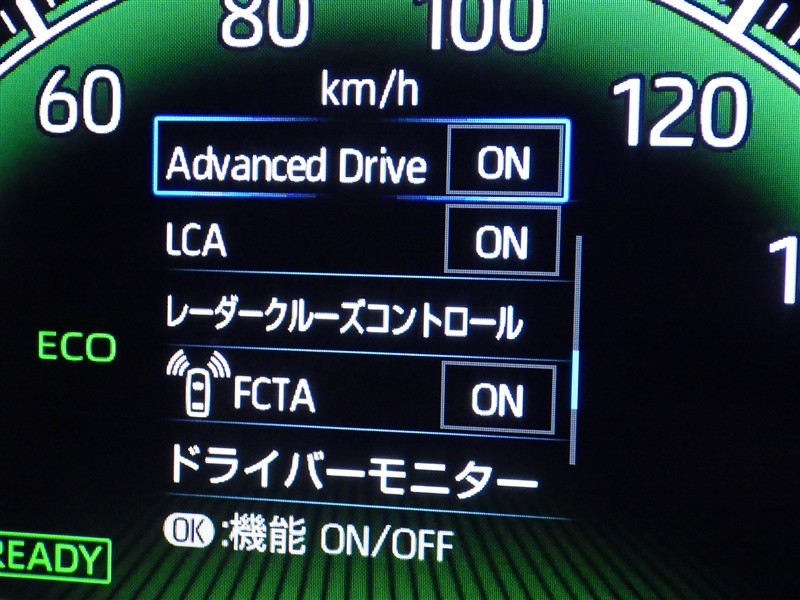 80 100
60 km/h 120
Advanced Drive ON
LCA ON
レーダークルーズコントロール
ECO
FCTA ON
ドライバーモニター
OK:機能 ON/OFF
READY